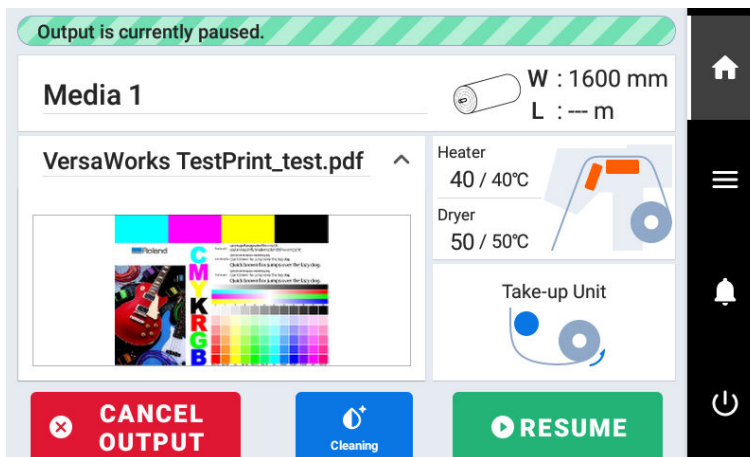 Output is currently paused.
Media 1
W : 1600 mm
L : --- m
VersaWorks TestPrint_test.pdf
Heater
40 / 40℃
Dryer
50 / 50℃
Roland
C
M
Y
K
R
G
B
Quick brown fox jumps over the lazy dog.
Quick brown fox jumps over the lazy dog.
Take-up Unit
CANCEL
OUTPUT
Cleaning
RESUME